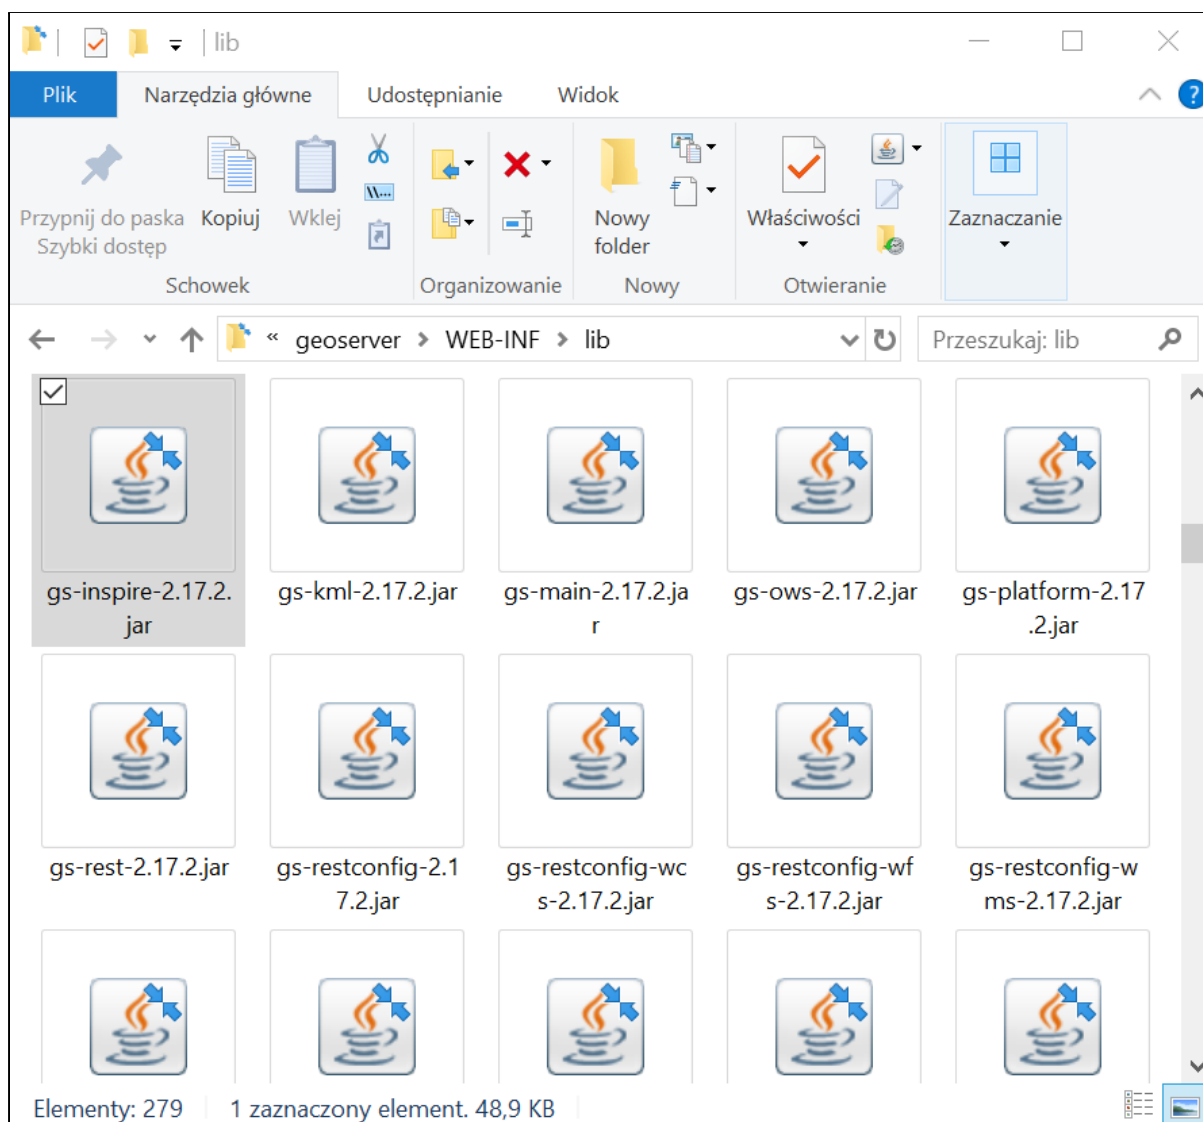 lib
Plik Narzędzia główne Udostępnianie Widok
?
Przypnij do paska
Szybki dostęp
Kopiuj
Wklej
Nowy
folder
Właściwości
Zaznaczanie
Schowek Organizowanie Nowy Otwieranie
« geoserver > WEB-INF > lib
Przeszukaj: lib
gs-inspire-2.17.2.
jar
gs-kml-2.17.2.jar
gs-main-2.17.2.ja
r
gs-ows-2.17.2.jar
gs-platform-2.17
.2.jar
gs-rest-2.17.2.jar
gs-restconfig-2.1
7.2.jar
gs-restconfig-wc
s-2.17.2.jar
gs-restconfig-wf
s-2.17.2.jar
gs-restconfig-w
ms-2.17.2.jar
Elementy: 279 1 zaznaczony element. 48,9 KB